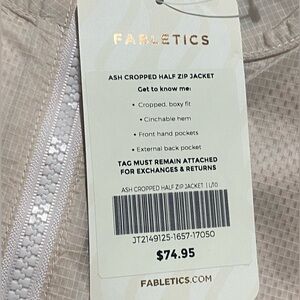 FABLETICS
ASH CROPPED HALF ZIP JACKET
Get to know me:
• Cropped, boxy fit
• Cinchable hem
• Front hand pockets
• External back pocket
TAG MUST REMAIN ATTACHED
FOR EXCHANGES & RETURNS
ASH CROPPED HALF ZIP JACKET | L/10
JT2149125-1657-17050
$74.95
FABLETICS.COM